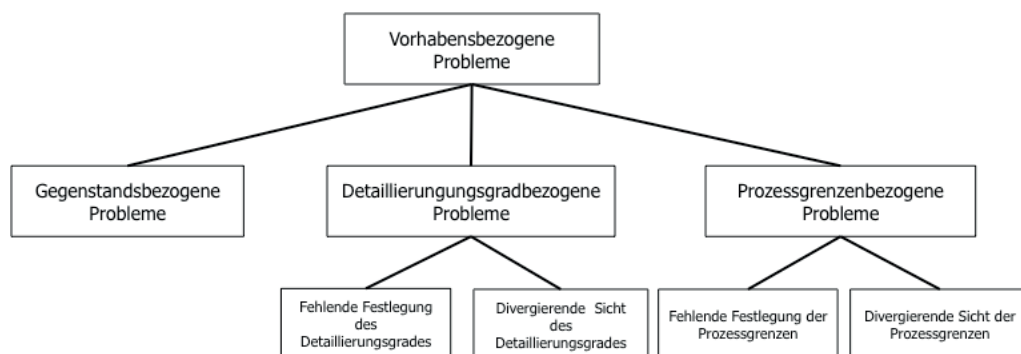 Vorhabensbezogene
Probleme
Gegenstandsbezogene
Probleme
Detaillierungungsgradbezogene
Probleme
Prozessgrenzenbezogene
Probleme
Fehlende Festlegung
des
Detaillierungsgrades
Divergierende Sicht
des
Detaillierungsgrades
Fehlende Festlegung der
Prozessgrenzen
Divergierende Sicht der
Prozessgrenzen